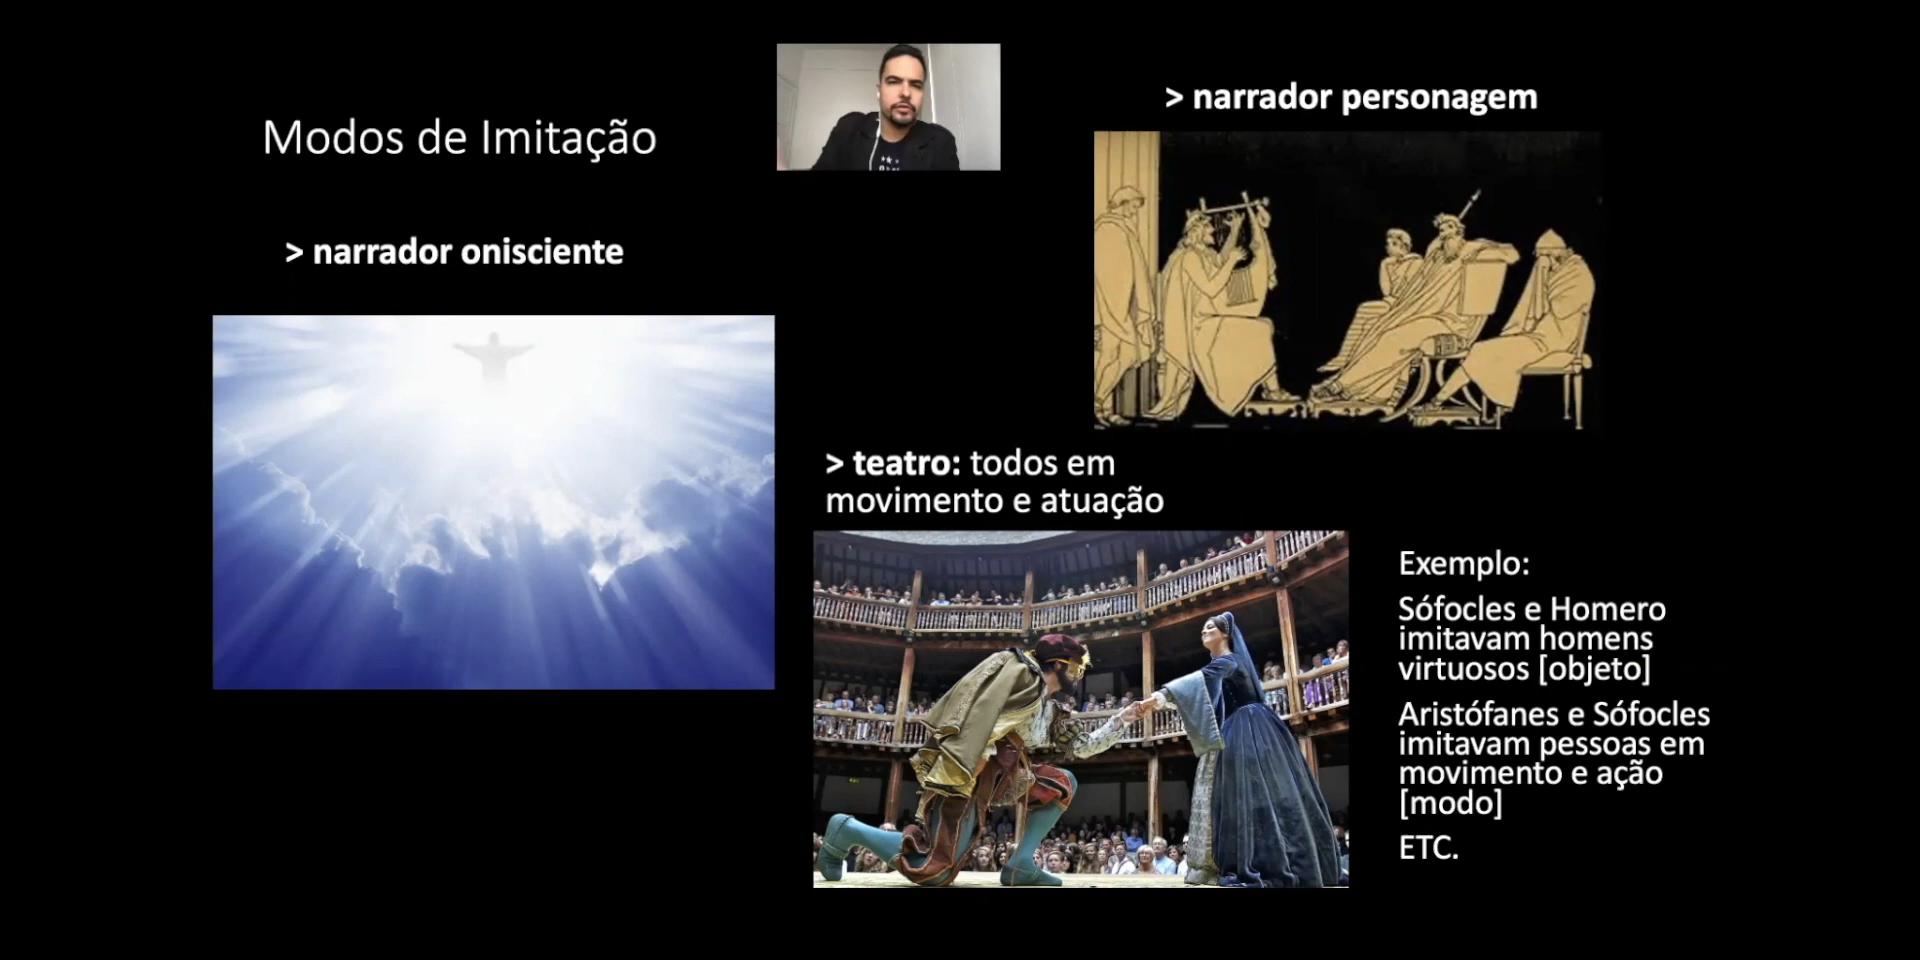 Modos de Imitação
> narrador onisciente
> narrador personagem
> teatro: todos em
movimento e atuação
Exemplo:
Sófocles e Homero
imitavam homens
virtuosos [objeto]
Aristófanes e Sófocles
imitavam pessoas em
movimento e ação
[modo]
ETC.